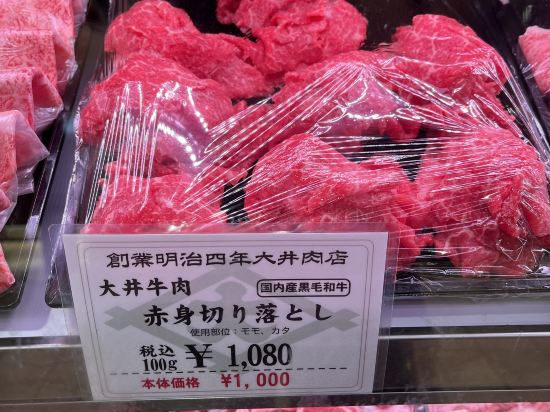 創業明治四年大井肉店
大井牛肉 国内産黒毛和牛
赤身切り落とし
使用部位：モモ、カタ
税込 100g ¥ 1,080
本体価格 ¥1,000